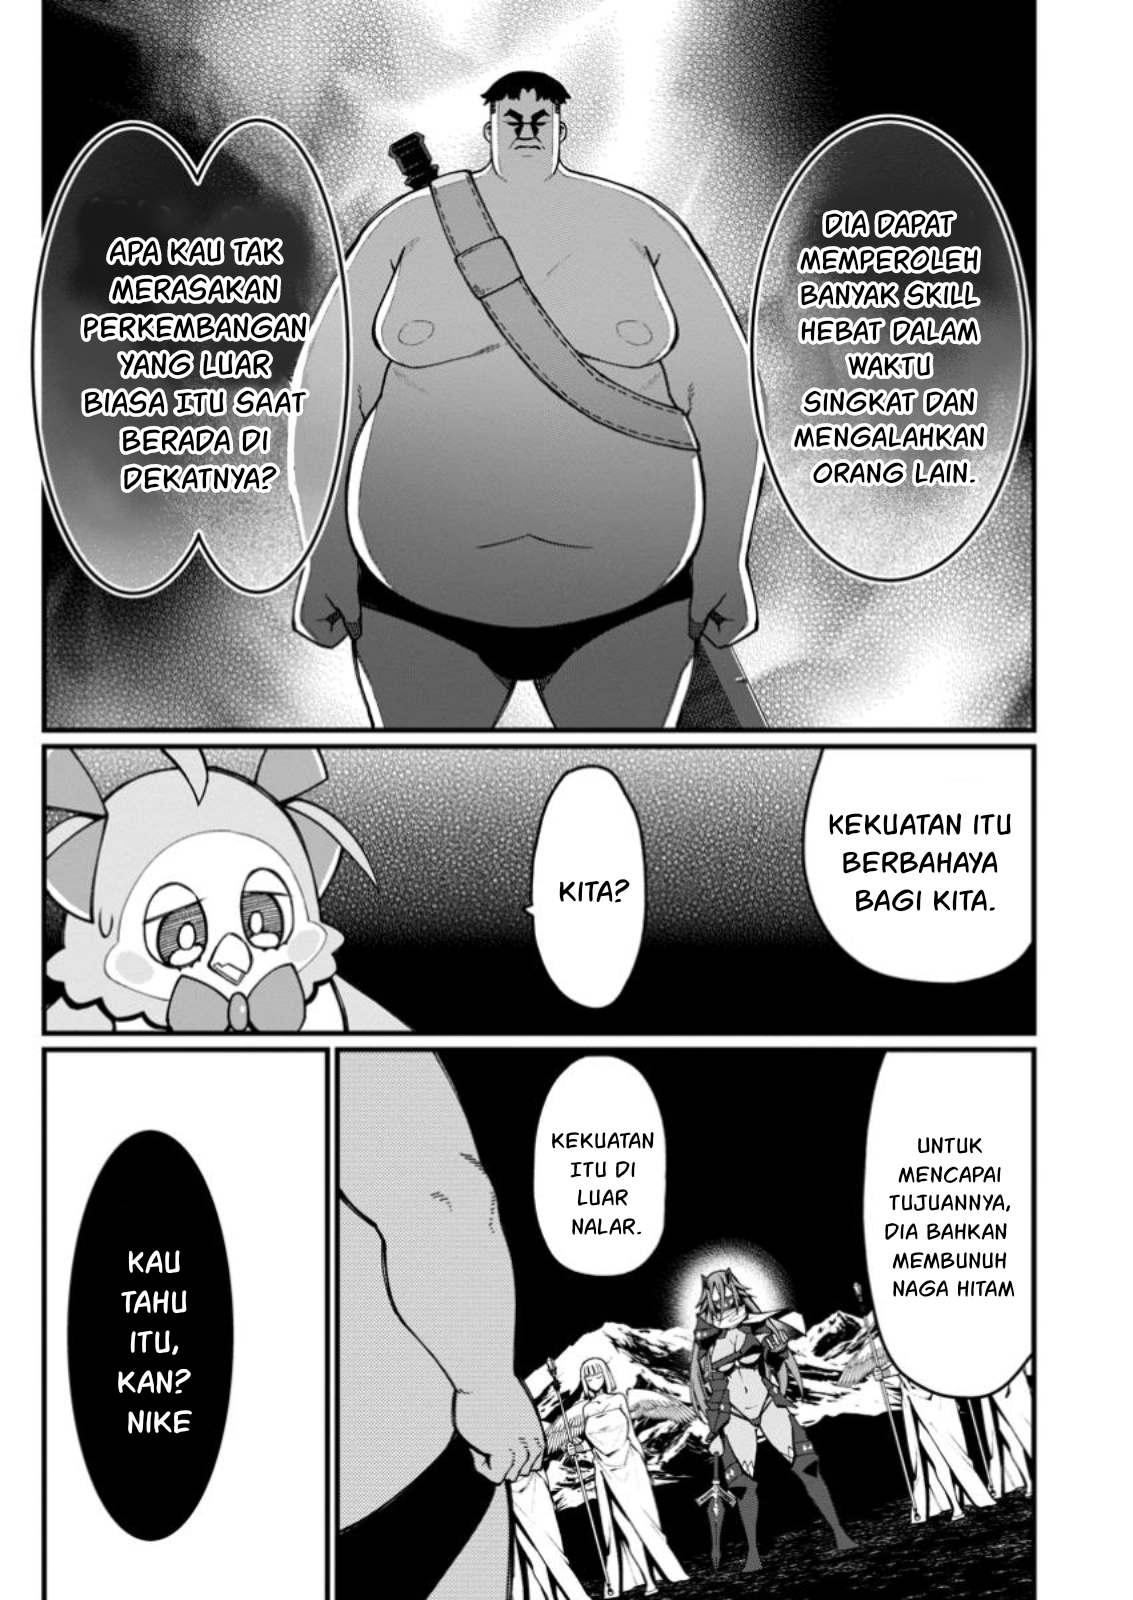 DIA DAPAT
MEMPEROLEH
BANYAK SKILL
HEBAT DALAM
WAKTU
SINGKAT DAN
MENGALAHKAN
ORANG LAIN.
APA KAU TAK
MERASAKAN
PERKEMBANGAN
YANG LUAR
BIASA ITU SAAT
BERADA DI
DEKATNYA?
KEKUATAN ITU
BERBAHAYA
BAGI KITA.
KITA?
UNTUK
MENCAPAI
TUJUANNYA,
DIA BAHKAN
MEMBUNUH
NAGA HITAM
KEKUATAN
ITU DI
LUAR
NALAR.
KAU
TAHU
ITU,
KAN?
NIKE